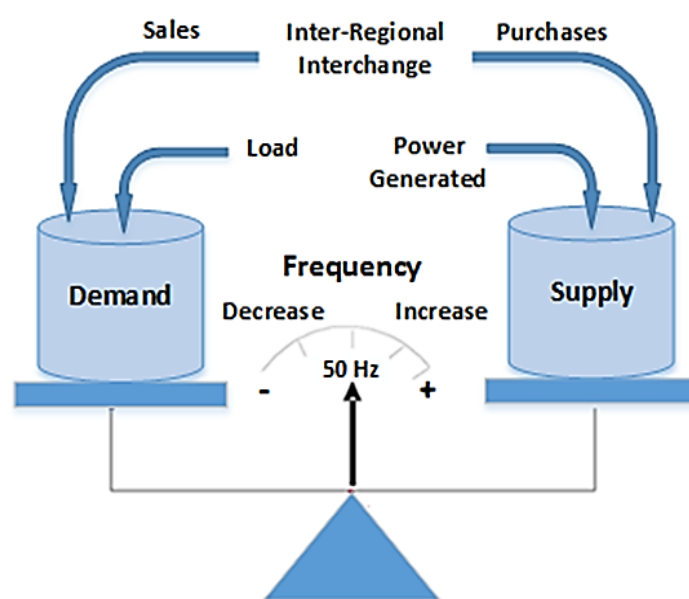 Sales
Inter-Regional
Interchange
Purchases
Load
Power
Generated
Demand
Supply
Frequency
Decrease
Increase
50 Hz
- +